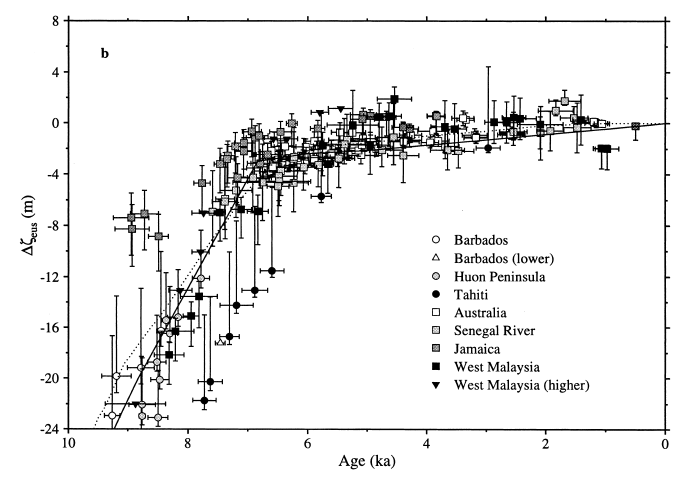 8
b
4
0
-4
-8
-12
-16
-20
-24
Δζeus (m)
Barbados
Barbados (lower)
Huon Peninsula
Tahiti
Australia
Senegal River
Jamaica
West Malaysia
West Malaysia (higher)
10 8 6 4 2 0
Age (ka)